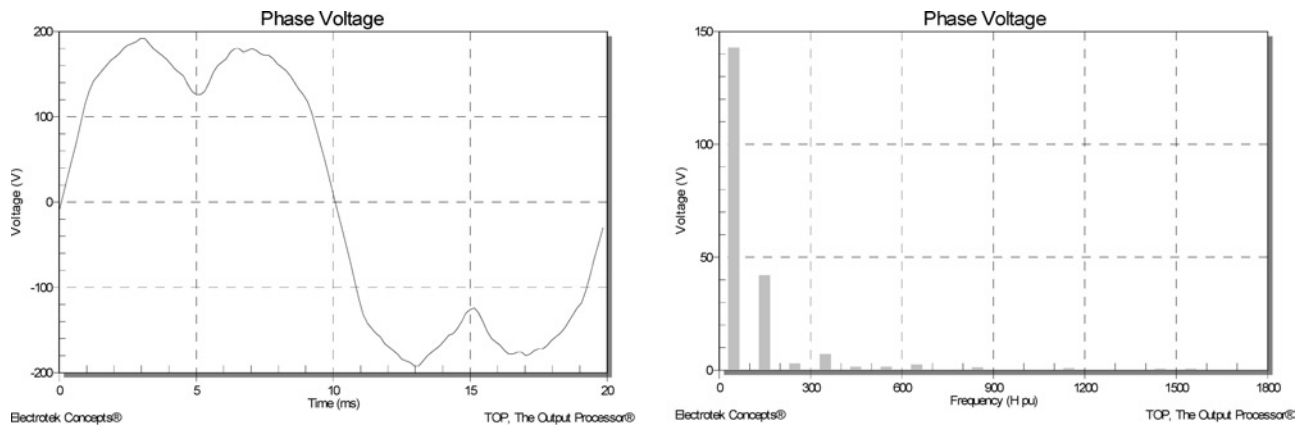 Phase Voltage
200
100
0
-100
-200
Voltage (V)
0 5 10 15 20
Time (ms)
Electrotek Concepts® TOP, The Output Processor®
Phase Voltage
150
100
50
0
Voltage (V)
0 300 600 900 1200 1500 1800
Frequency (H pu)
Electrotek Concepts® TOP, The Output Processor®